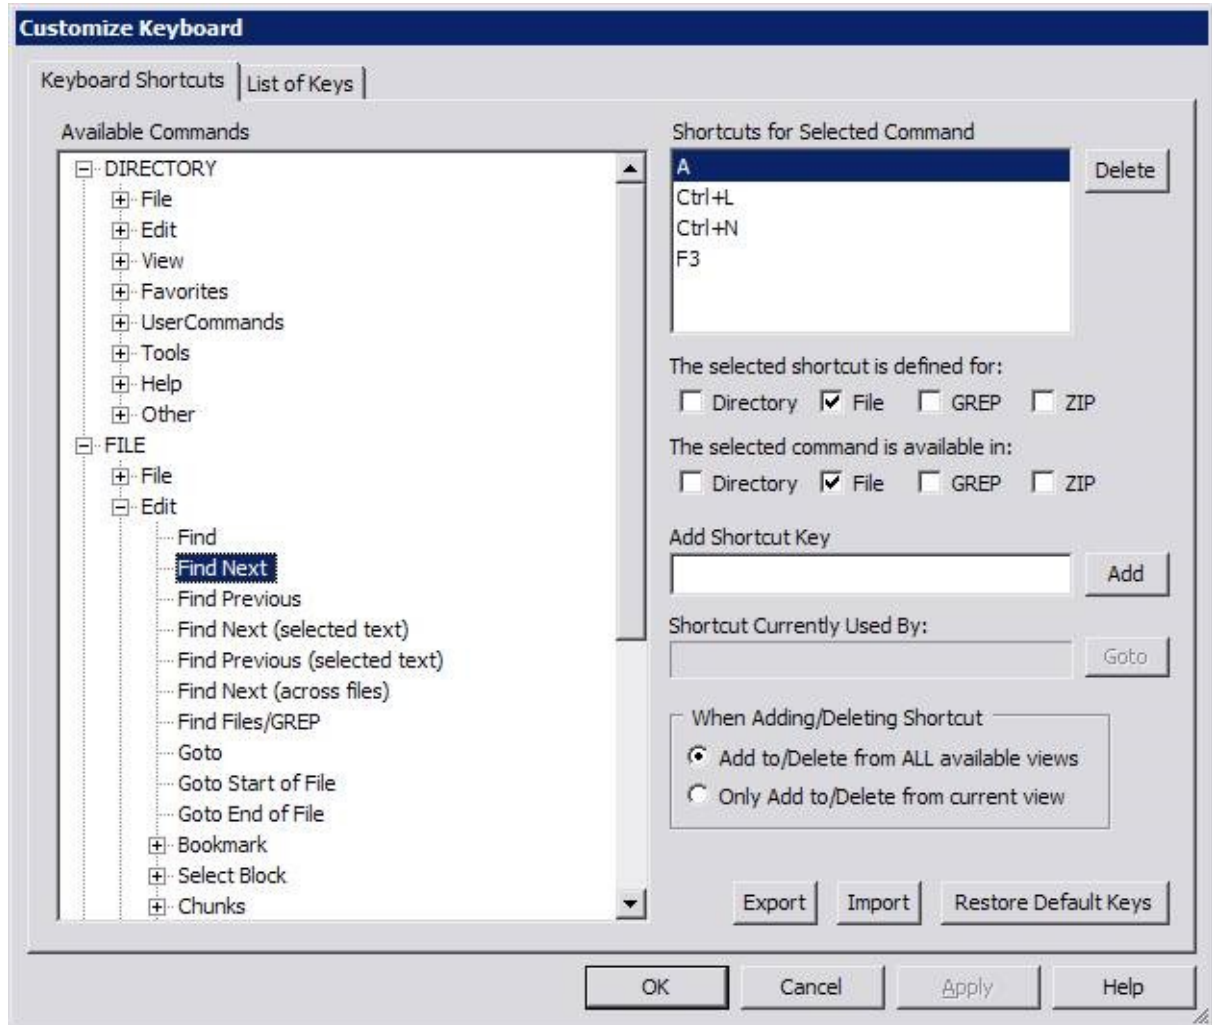 Customize Keyboard
Keyboard Shortcuts
List of Keys
Available Commands
DIRECTORY
File
Edit
View
Favorites
UserCommands
Tools
Help
Other
FILE
File
Edit
Find
Find Next
Find Previous
Find Next (selected text)
Find Previous (selected text)
Find Next (across files)
Find Files/GREP
Goto
Goto Start of File
Goto End of File
Bookmark
Select Block
Chunks
Shortcuts for Selected Command
A
Ctrl+L
Ctrl+N
F3
Delete
The selected shortcut is defined for:
Directory File GREP ZIP
The selected command is available in:
Directory File GREP ZIP
Add Shortcut Key
Add
Shortcut Currently Used By:
Goto
When Adding/Deleting Shortcut
Add to/Delete from ALL available views
Only Add to/Delete from current view
Export Import Restore Default Keys
OK Cancel Apply Help